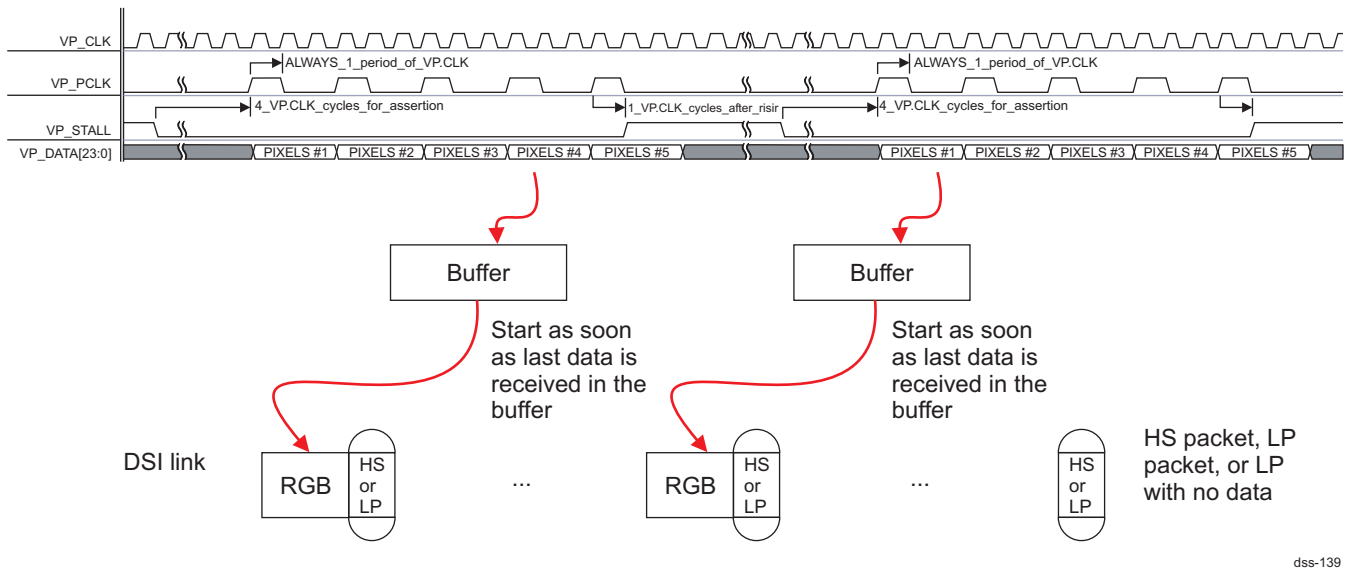 VP_CLK
ALWAYS_1_period_of_VP.CLK
ALWAYS_1_period_of_VP.CLK
VP_PCLK
4_VP.CLK_cycles_for_assertion
1_VP.CLK_cycles_after_risir
4_VP.CLK_cycles_for_assertion
VP_STALL
VP_DATA[23:0]
PIXELS #1
PIXELS #2
PIXELS #3
PIXELS #4
PIXELS #5
PIXELS #1
PIXELS #2
PIXELS #3
PIXELS #4
PIXELS #5
Buffer
Buffer
Start as soon
as last data is
received in the
buffer
Start as soon
as last data is
received in the
buffer
DSI link
RGB
HS
or
LP
...
RGB
HS
or
LP
...
HS
or
LP
HS packet, LP
packet, or LP
with no data
dss-139